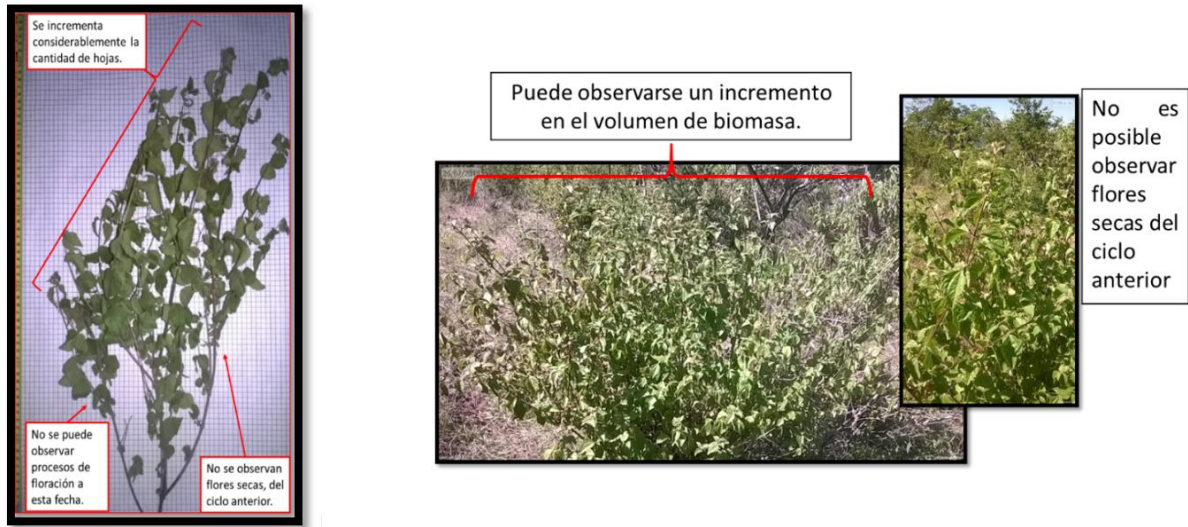 Se incrementa
considerablemente la
cantidad de hojas.
No se puede
observar
procesos de
floración a
esta fecha.
No se observan
flores secas, del
ciclo anterior.
Puede observarse un incremento
en el volumen de biomasa.
No es
posible
observar
flores
secas del
ciclo
anterior